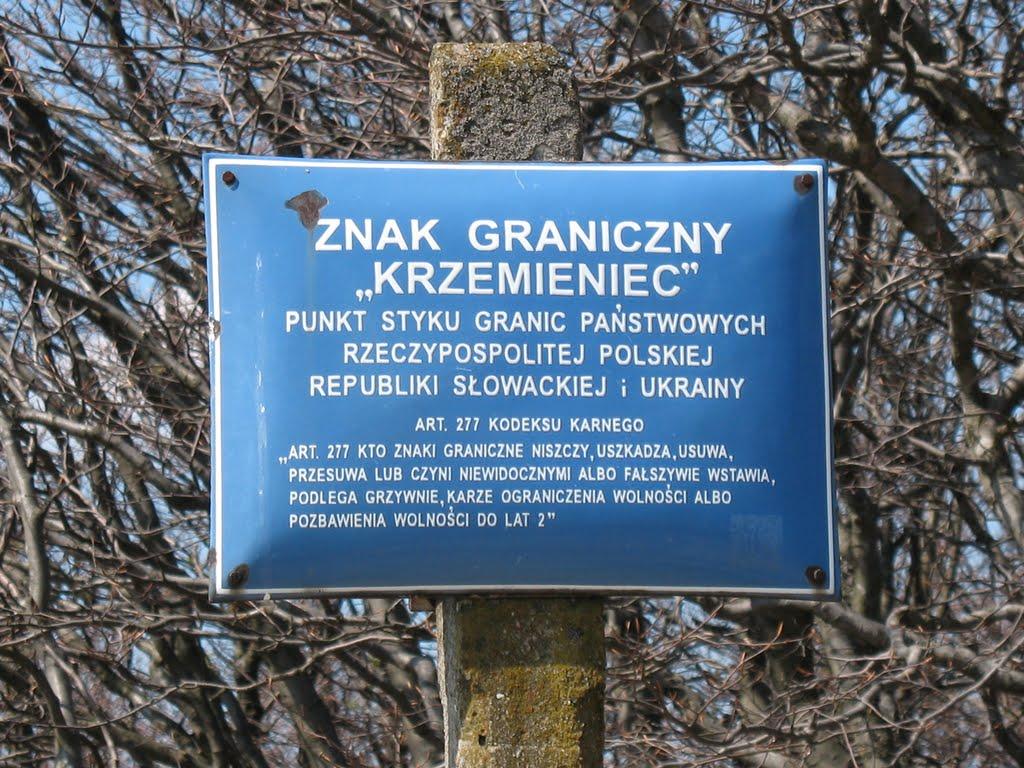 ZNAK GRANICZNY
„KRZEMIENIEC”
PUNKT STYKU GRANIC PAŃSTWOWYCH
RZECZYPOSPOLITEJ POLSKIEJ
REPUBLIKI SŁOWACKIEJ i UKRAINY
ART. 277 KODEKSU KARNEGO
„ART. 277 KTO ZNAKI GRANICZNE NISZCZY, USZKADZA, USUWA,
PRZESUWA LUB CZYNI NIEWIDOCZNYMI ALBO FAŁSZYWIE WSTAWIA,
PODLEGA GRZYWNIE, KARZE OGRANICZENIA WOLNOŚCI ALBO
POZBAWIENIA WOLNOŚCI DO LAT 2”